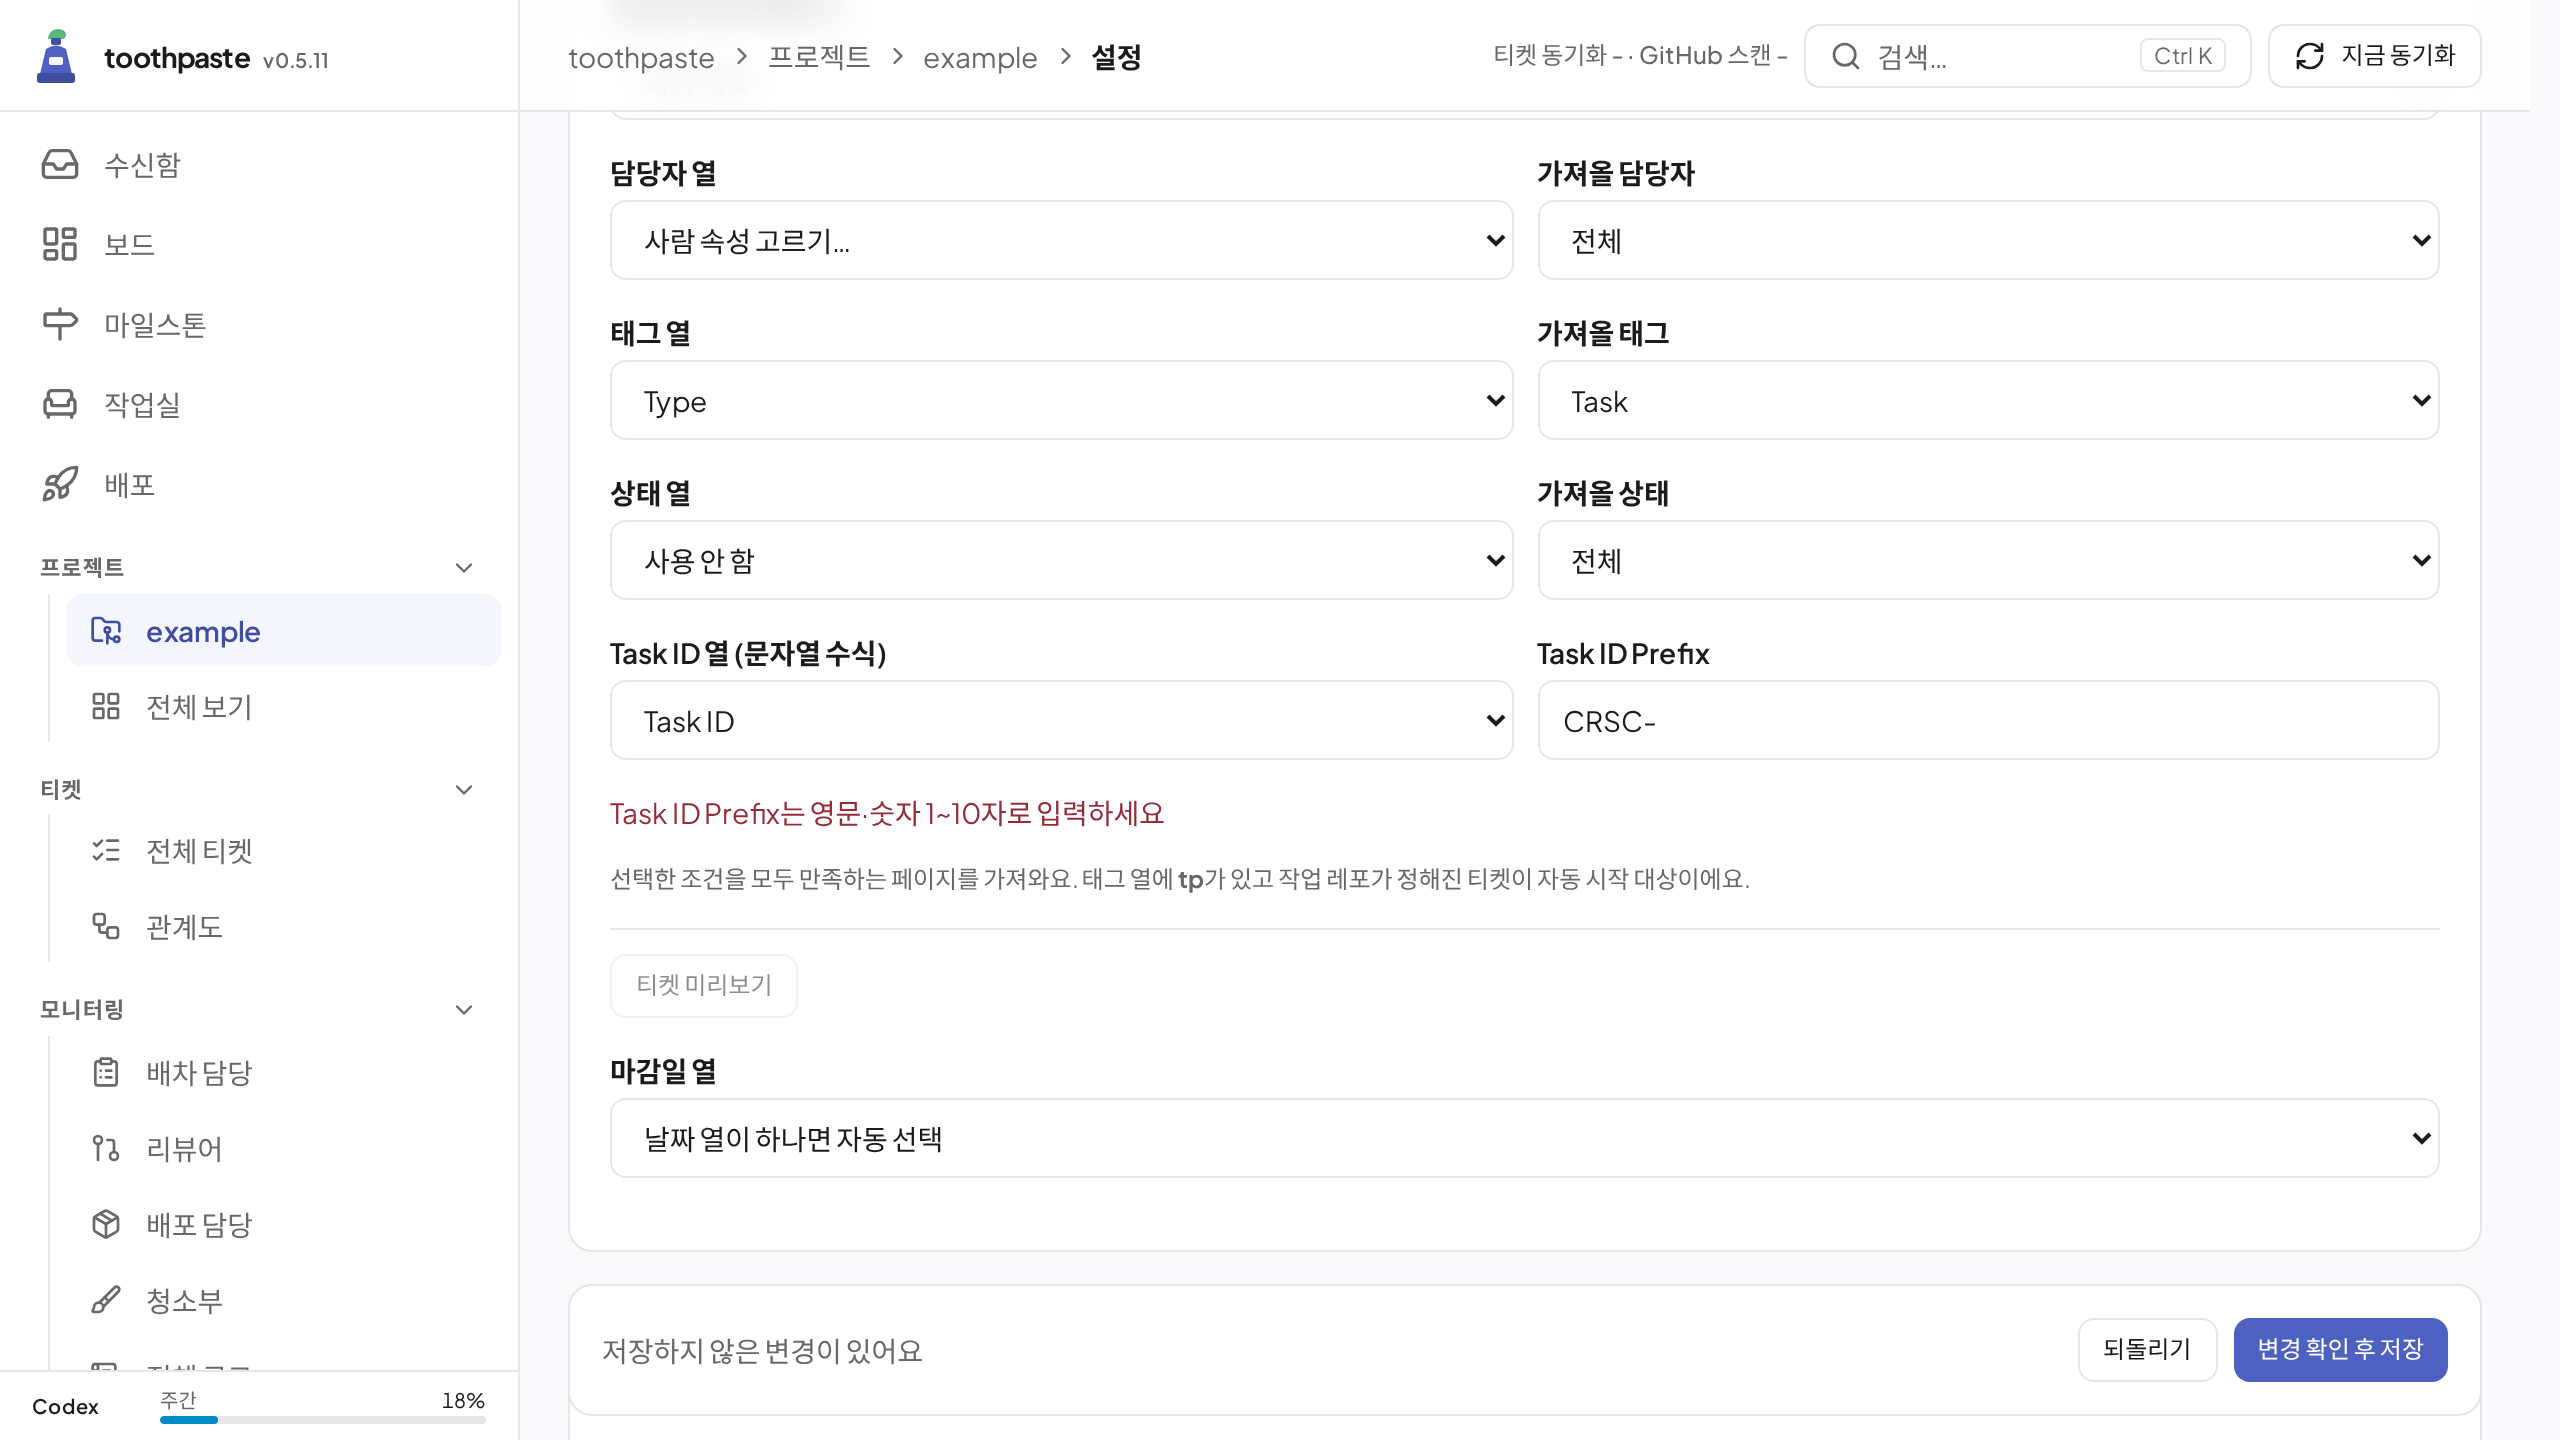 toothpaste v0.5.11
수신함
보드
마일스톤
작업실
배포
프로젝트
example
전체 보기
티켓
전체 티켓
관계도
모니터링
배차 담당
리뷰어
배포 담당
청소부
Codex
주간
18%
toothpaste > 프로젝트 > example > 설정
티켓 동기화 - · GitHub 스캔 -
검색...
Ctrl K
지금 동기화
담당자 열
가져올 담당자
사람 속성 고르기...
전체
태그 열
가져올 태그
Type
Task
상태 열
가져올 상태
사용 안 함
전체
Task ID 열 (문자열 수식)
Task ID Prefix
Task ID
CRSC-
Task ID Prefix는 영문·숫자 1~10자로 입력하세요
선택한 조건을 모두 만족하는 페이지를 가져와요. 태그 열에 tp가 있고 작업 레포가 정해진 티켓이 자동 시작 대상이에요.
티켓 미리보기
마감일 열
날짜 열이 하나면 자동 선택
저장하지 않은 변경이 있어요
되돌리기
변경 확인 후 저장